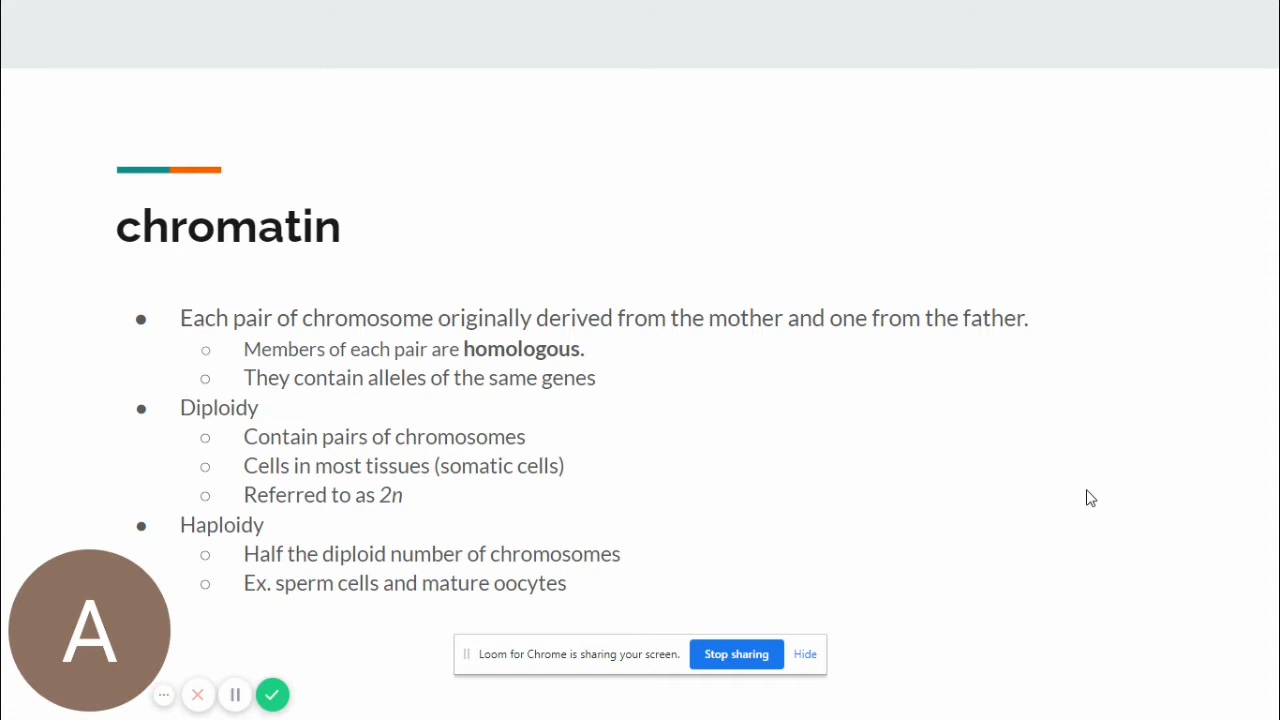 chromatin
● Each pair of chromosome originally derived from the mother and one from the father.
○ Members of each pair are homologous.
○ They contain alleles of the same genes
● Diploidy
○ Contain pairs of chromosomes
○ Cells in most tissues (somatic cells)
○ Referred to as 2n
● Haploidy
○ Half the diploid number of chromosomes
○ Ex. sperm cells and mature oocytes
A
Loom for Chrome is sharing your screen. Stop sharing Hide